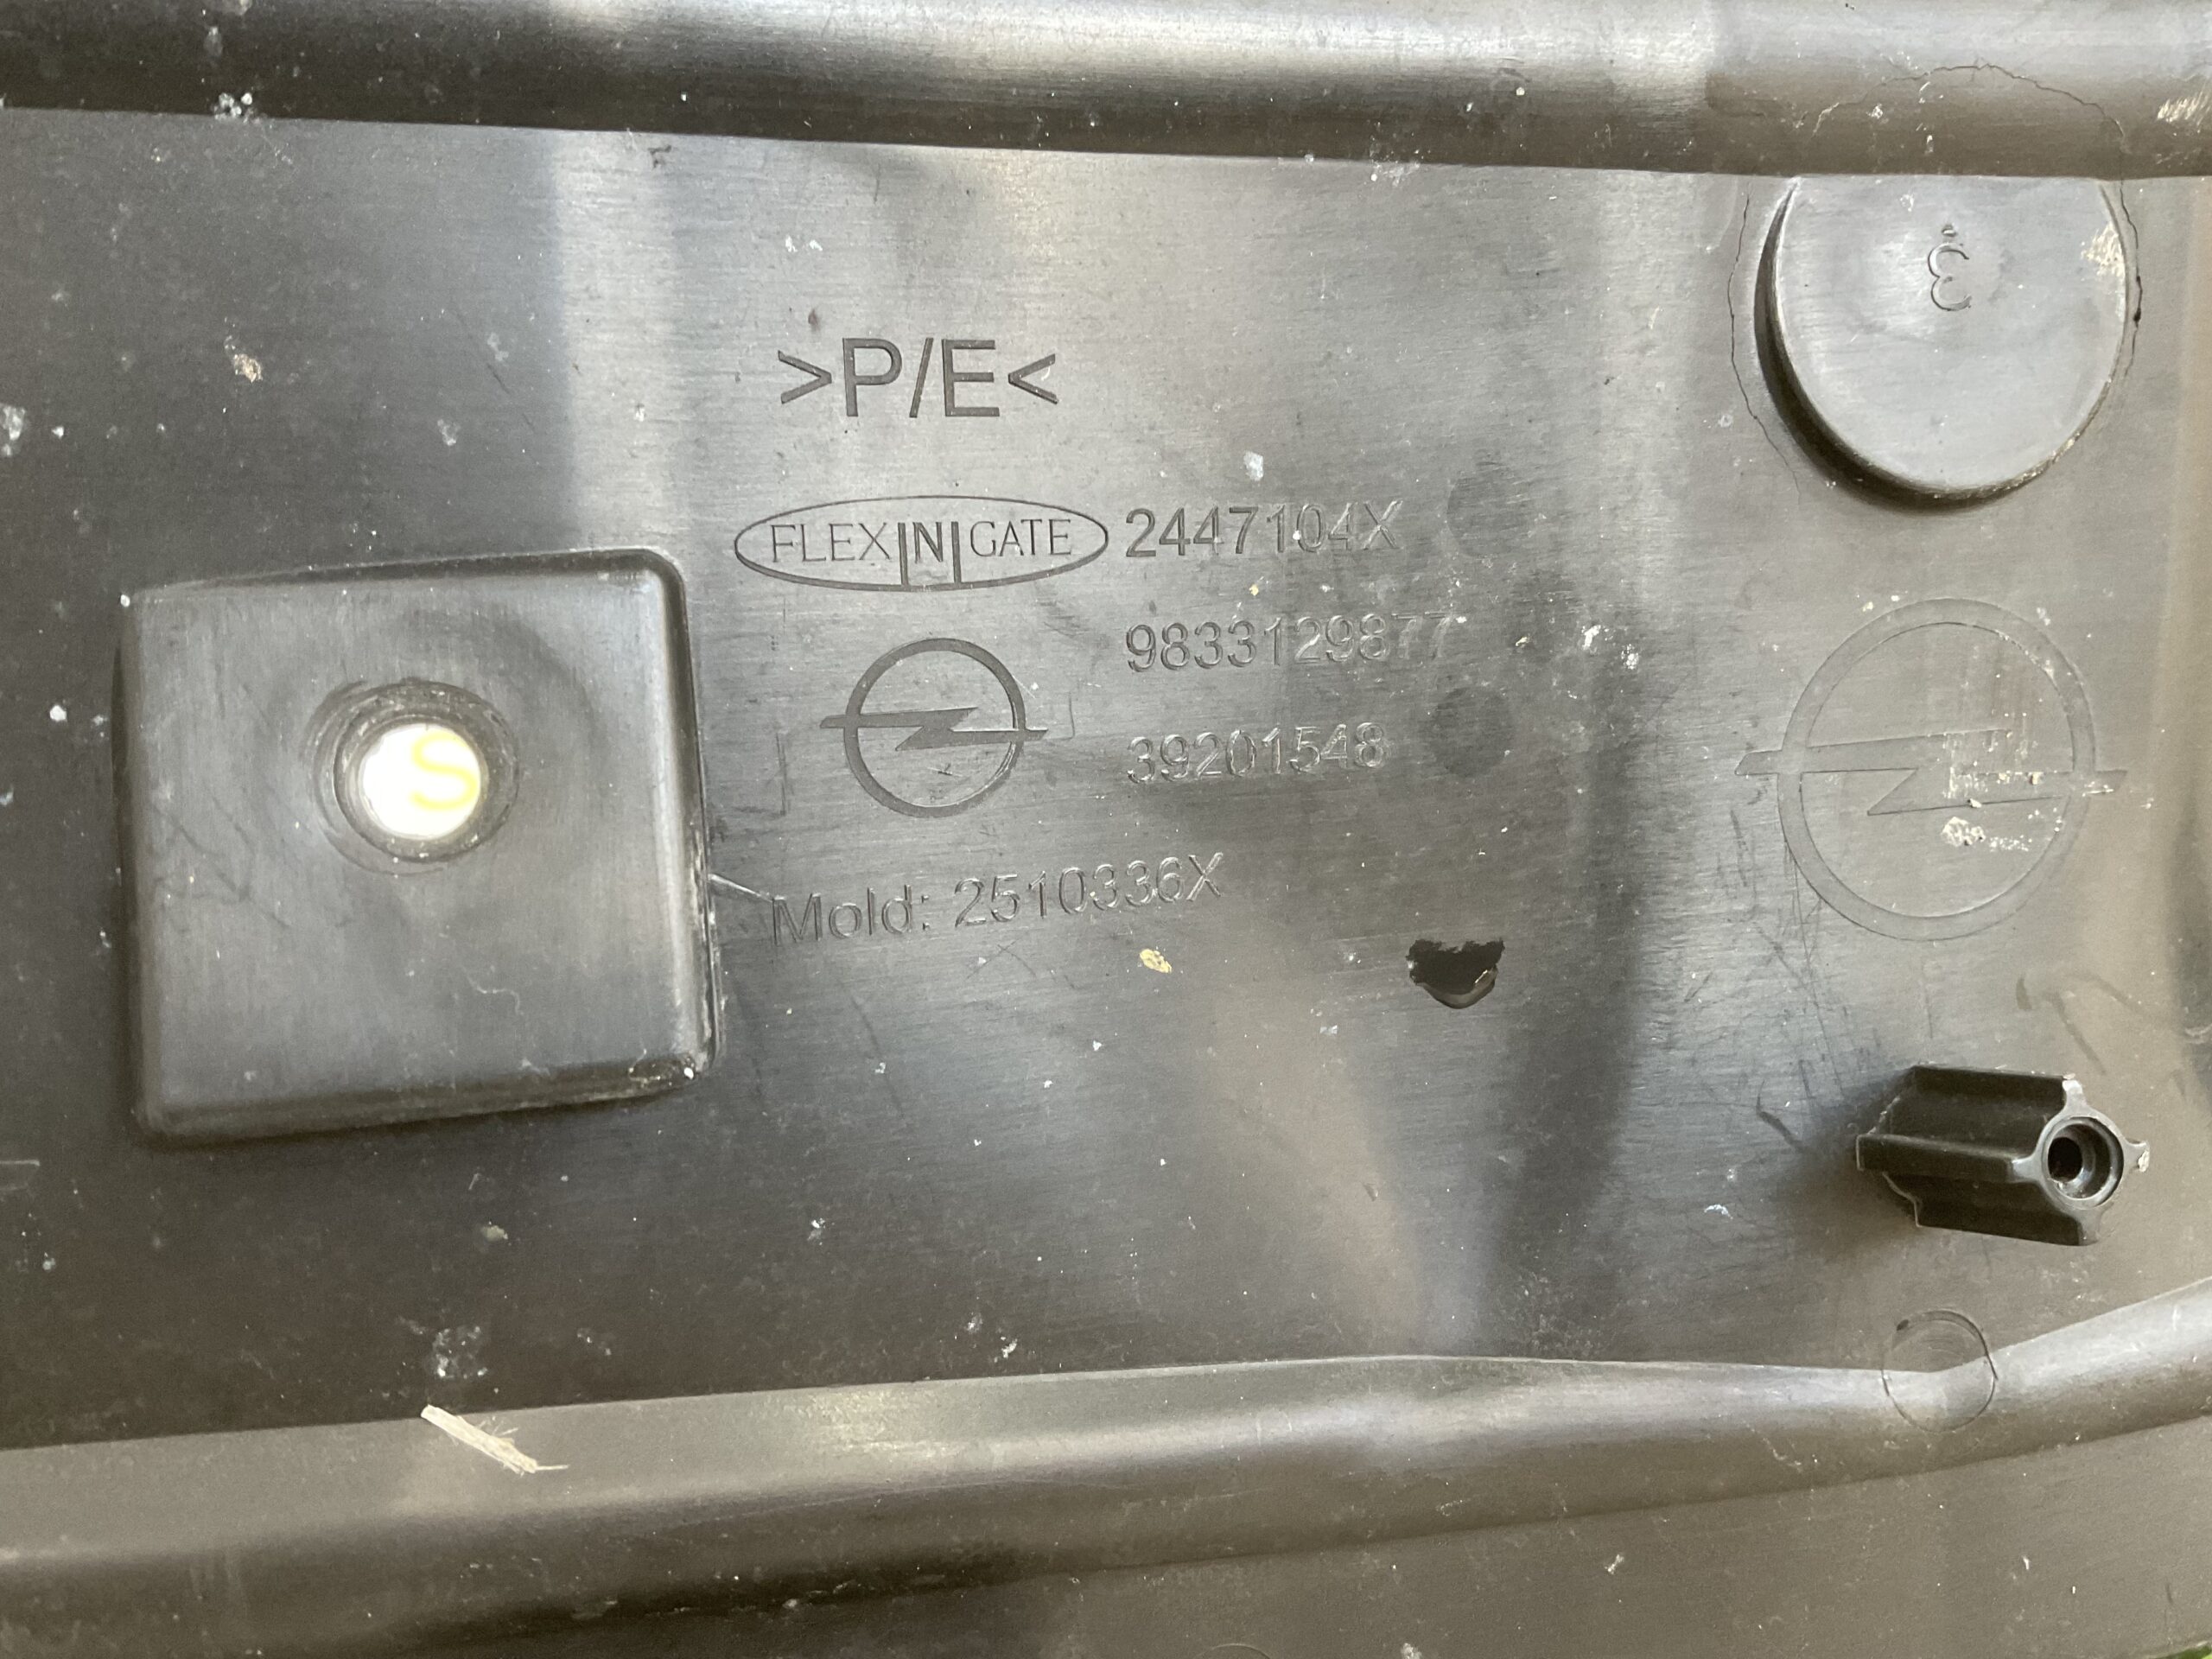 >P/E<
FLEX N GATE 2447104X
9833129877
39201548
Mold: 2510336X
S